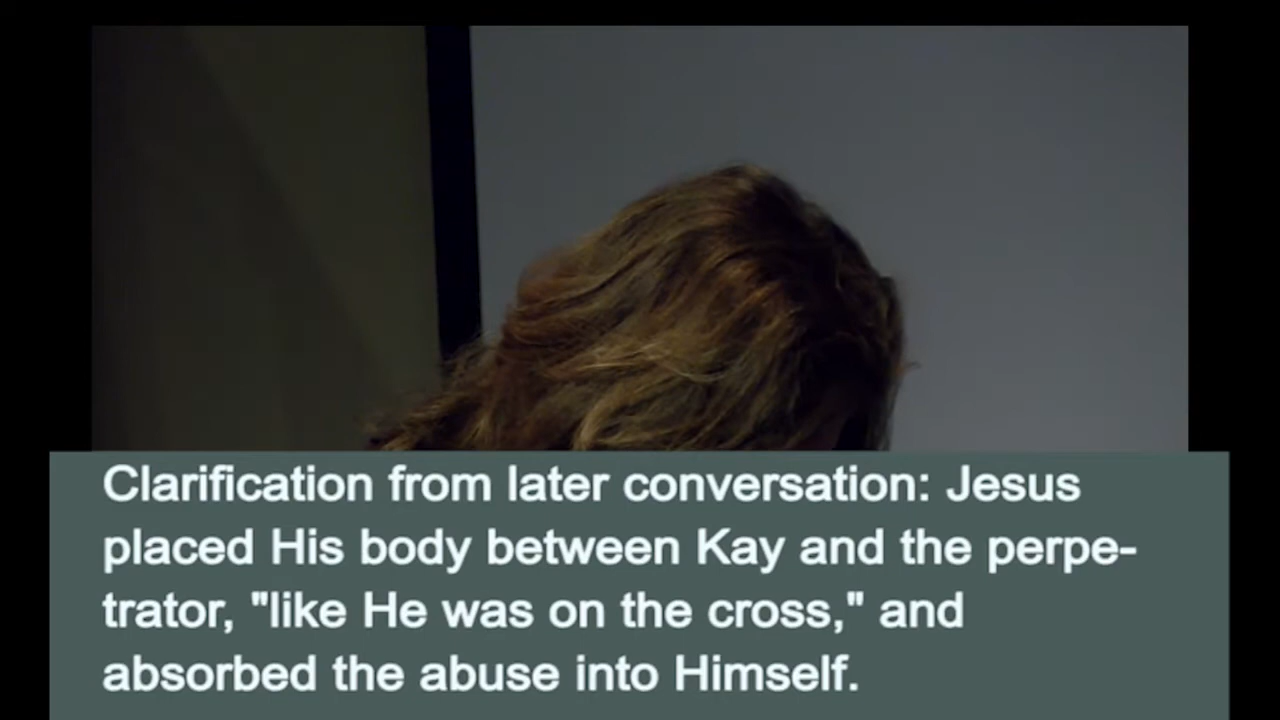 Clarification from later conversation: Jesus
placed His body between Kay and the perpe-
trator, "like He was on the cross," and
absorbed the abuse into Himself.